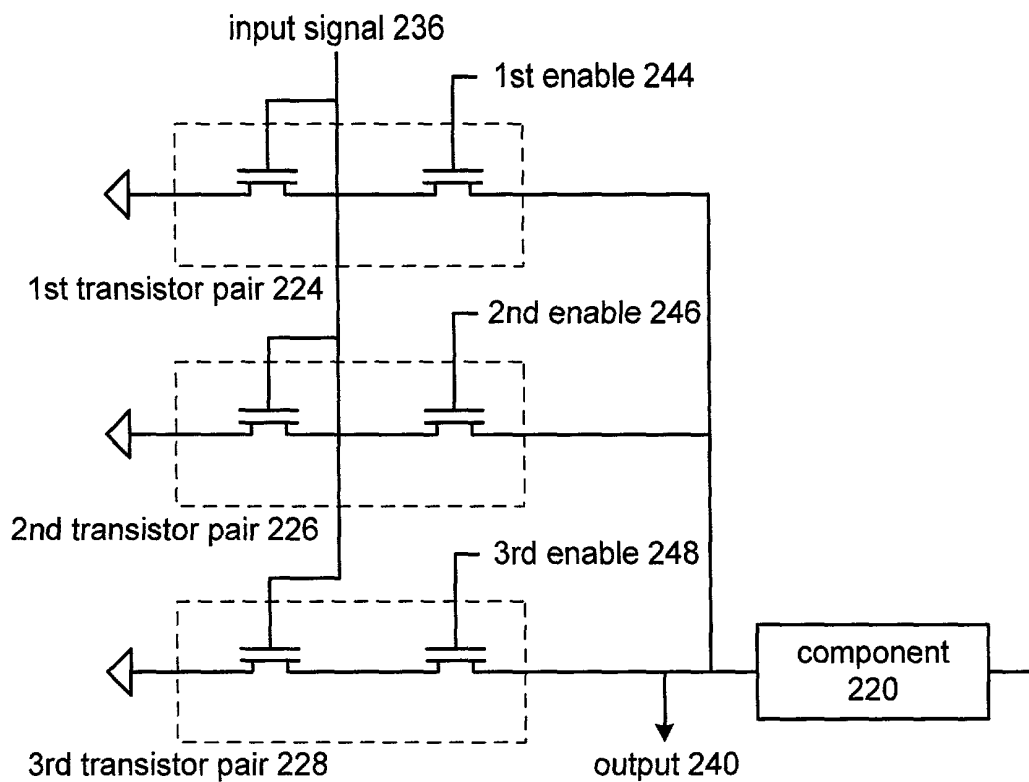 input signal 236
1st enable 244
1st transistor pair 224
2nd enable 246
2nd transistor pair 226
3rd enable 248
component
220
3rd transistor pair 228
output 240